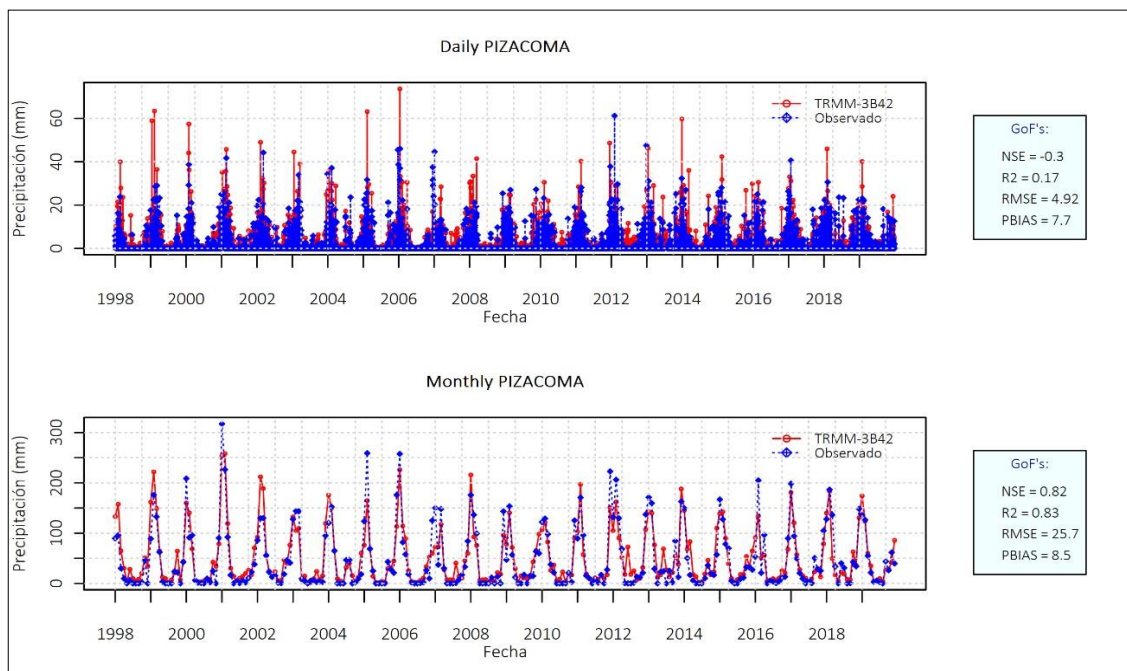 Daily PIZACOMA
Precipitación (mm)
60
40
20
0
TRMM-3B42
Observado
1998 2000 2002 2004 2006 2008 2010 2012 2014 2016 2018
Fecha
GoF's:
NSE = -0.3
R2 = 0.17
RMSE = 4.92
PBIAS = 7.7
Monthly PIZACOMA
Precipitación (mm)
300
200
100
0
TRMM-3B42
Observado
1998 2000 2002 2004 2006 2008 2010 2012 2014 2016 2018
Fecha
GoF's:
NSE = 0.82
R2 = 0.83
RMSE = 25.7
PBIAS = 8.5